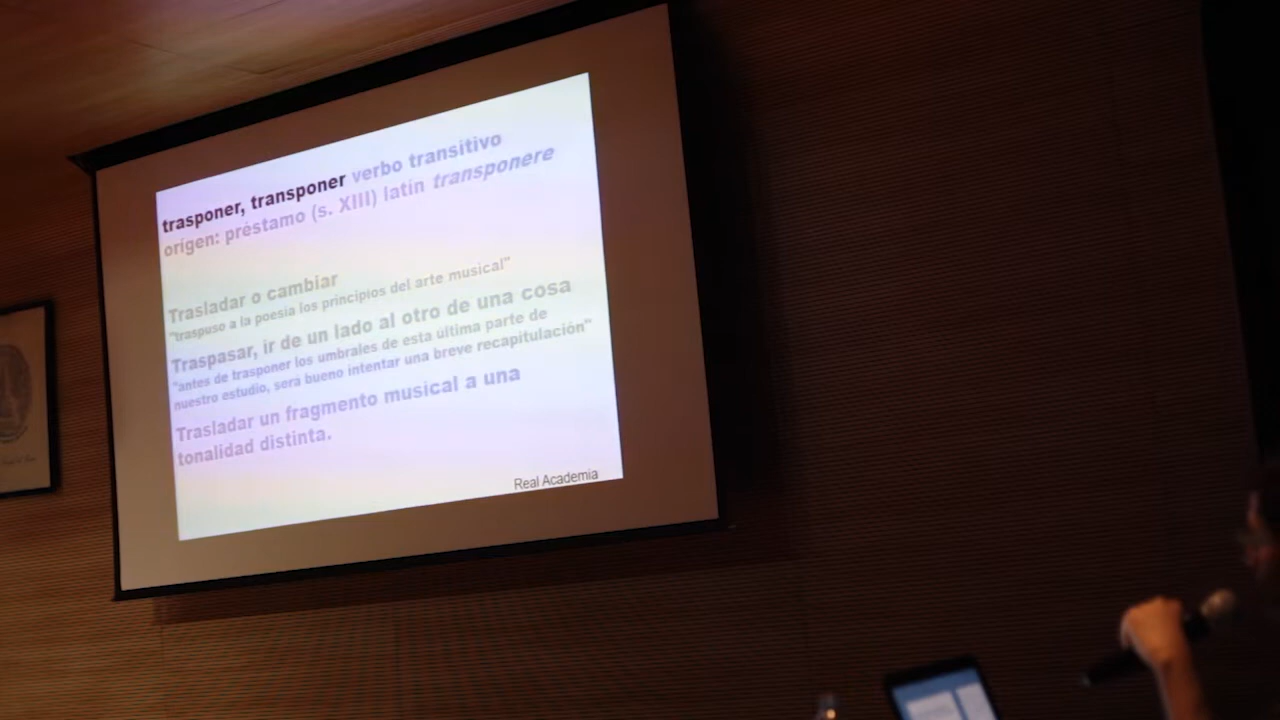 trasponer, transponer verbo transitivo
origen: préstamo (s. XIII) latín transponere
Trasladar o cambiar
"traspuso a la poesía los principios del arte musical"
Traspasar, ir de un lado al otro de una cosa
"antes de trasponer los umbrales de esta última parte de
nuestro estudio, sera bueno intentar una breve recapitulación"
Trasladar un fragmento musical a una
tonalidad distinta.
Real Academia